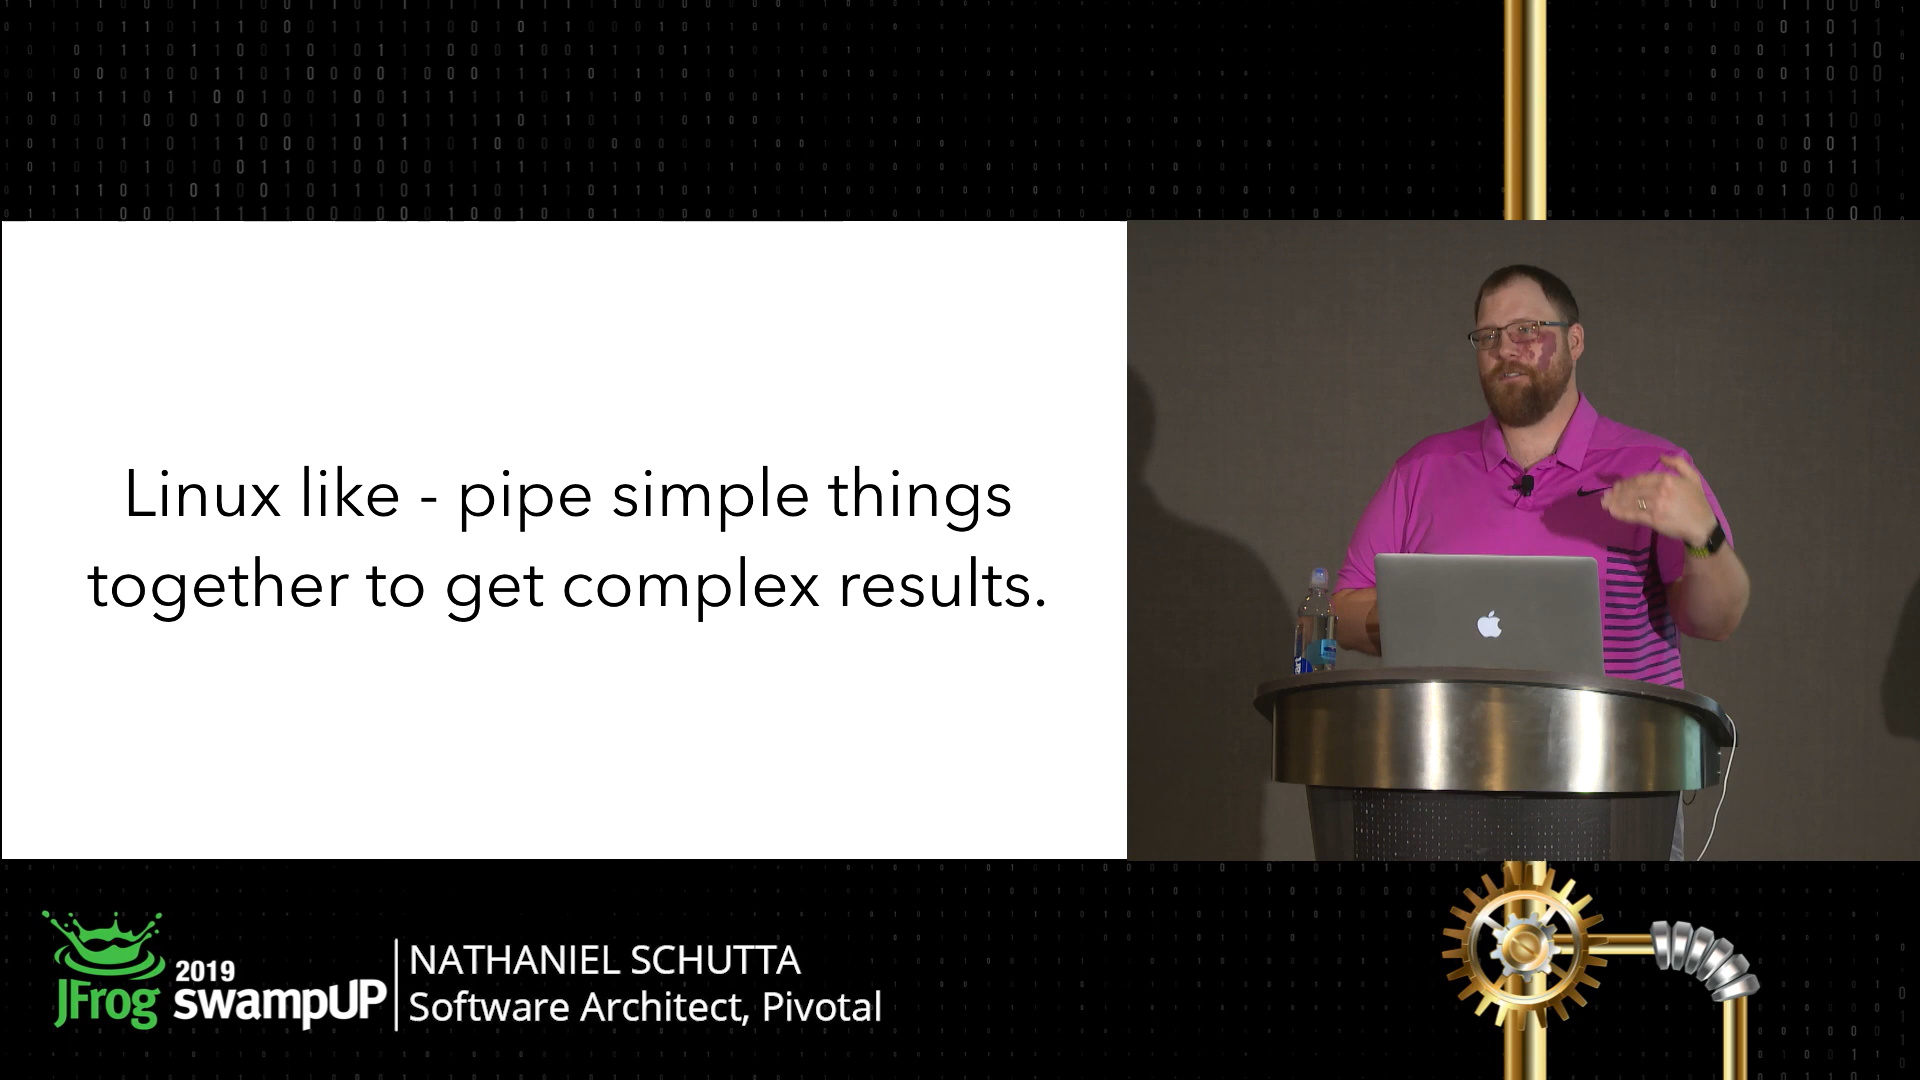 Linux like - pipe simple things
together to get complex results.
JFrog
2019
swampUP
NATHANIEL SCHUTTA
Software Architect, Pivotal